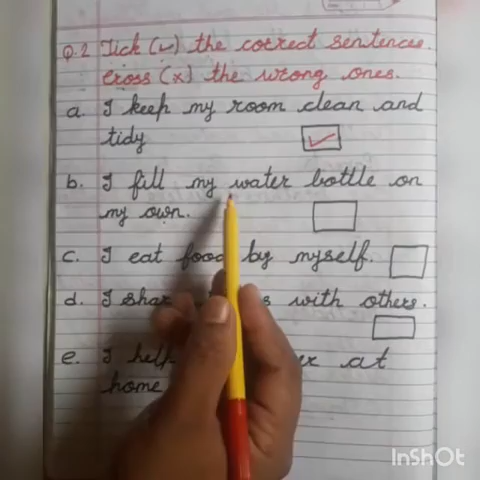 Q.2 Tick (✓) the correct sentences.
Cross (x) the wrong ones.
a. I keep my room clean and
tidy ✓
b. I fill my water bottle on
my own.
c. I eat food by myself.
d. I with others.
e. I help at
home
InShOt